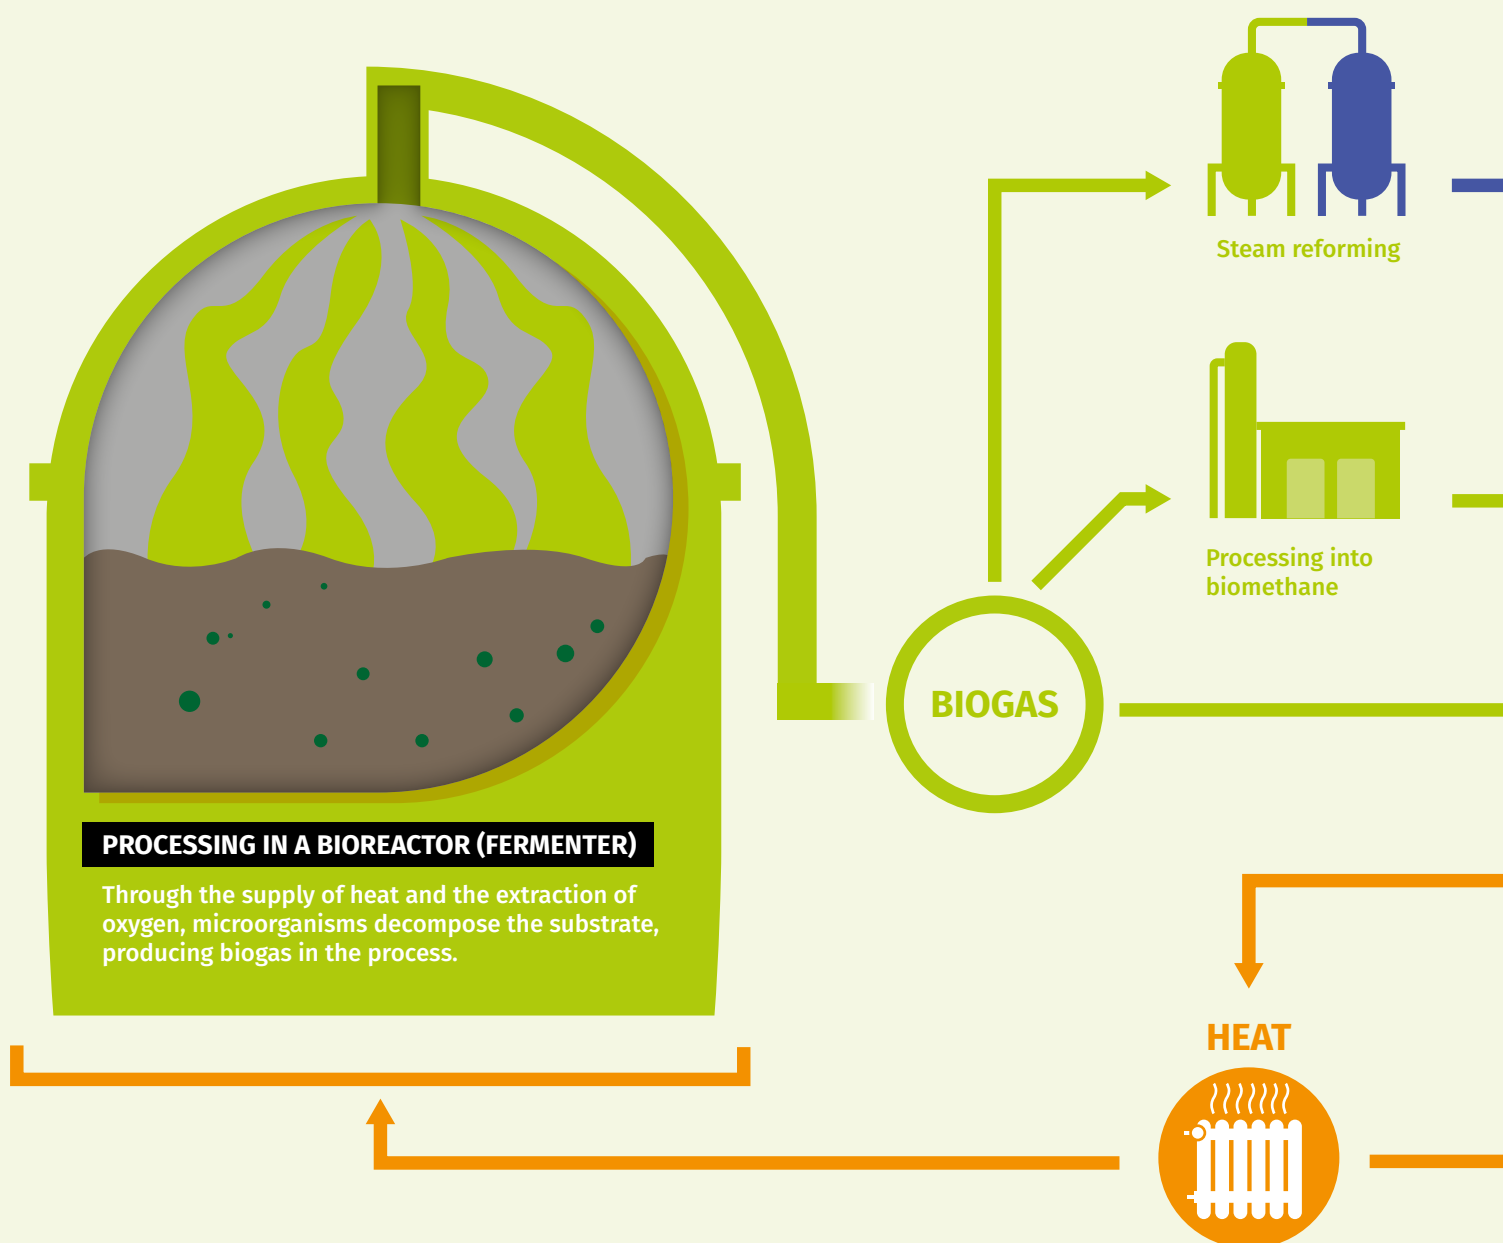 Steam reforming
Processing into
biomethane
BIOGAS
PROCESSING IN A BIOREACTOR (FERMENTER)
Through the supply of heat and the extraction of
oxygen, microorganisms decompose the substrate,
producing biogas in the process.
HEAT